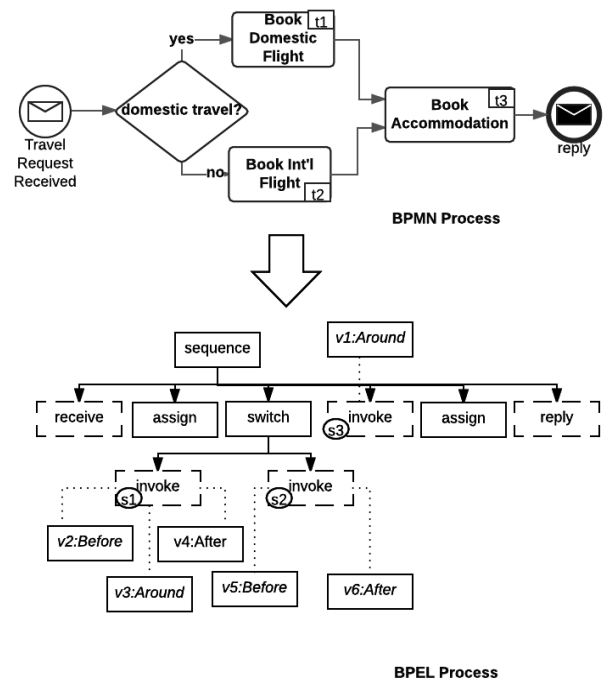 Book
t1
Domestic
Flight
yes
domestic travel?
Travel
Request
Received
Book
t3
Accommodation
reply
no
Book Int'l
Flight
t2
BPMN Process
v1:Around
sequence
receive
assign
switch
invoke
s3
assign
reply
invoke
s1
invoke
s2
v2:Before
v4:After
v3:Around
v5:Before
v6:After
BPEL Process